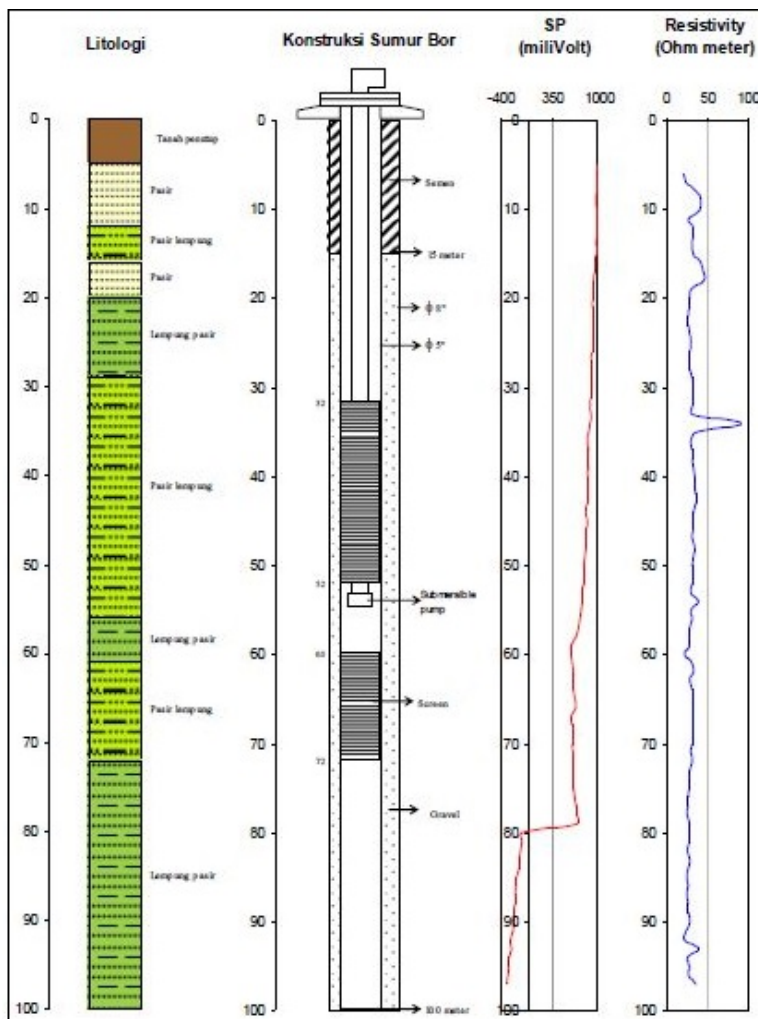 Litologi
Konstruksi Sumur Bor
SP
(miliVolt)
Resistivity
(Ohm meter)
-400 350 1000
0 50 100
0
10
20
30
40
50
60
70
80
90
100
Tanah penutup
Pasir
Pasir lempung
Pasir
Lempung pasir
Pasir lempung
Lempung pasir
Pasir lempung
Lempung pasir
0
10
20
30
40
50
60
70
80
90
100
Semen
15 meter
ϕ 8"
ϕ 5"
32
52
Submersible
pump
60
Screen
72
Gravel
100 meter
0
10
20
30
40
50
60
70
80
90
100
0
10
20
30
40
50
60
70
80
90
100